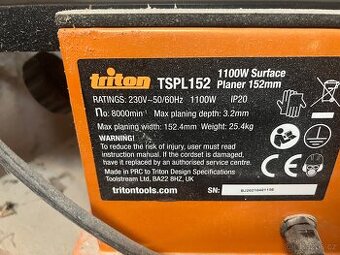 triton
TSPL152 1100W Surface Planer 152mm
RATINGS: 230V~50/60Hz 1100W IP20
n₀: 8000min⁻¹ Max planing depth: 3.2mm
Max planing width: 152.4mm Weight: 25.4kg
WARNING!
To reduce the risk of injury, user must read
instruction manual. If the cordset is damaged,
have it replaced to authorised service
Made in PRC to Triton Design Specifications
Toolstream Ltd, BA22 8HZ, UK
tritontools.com
SN: